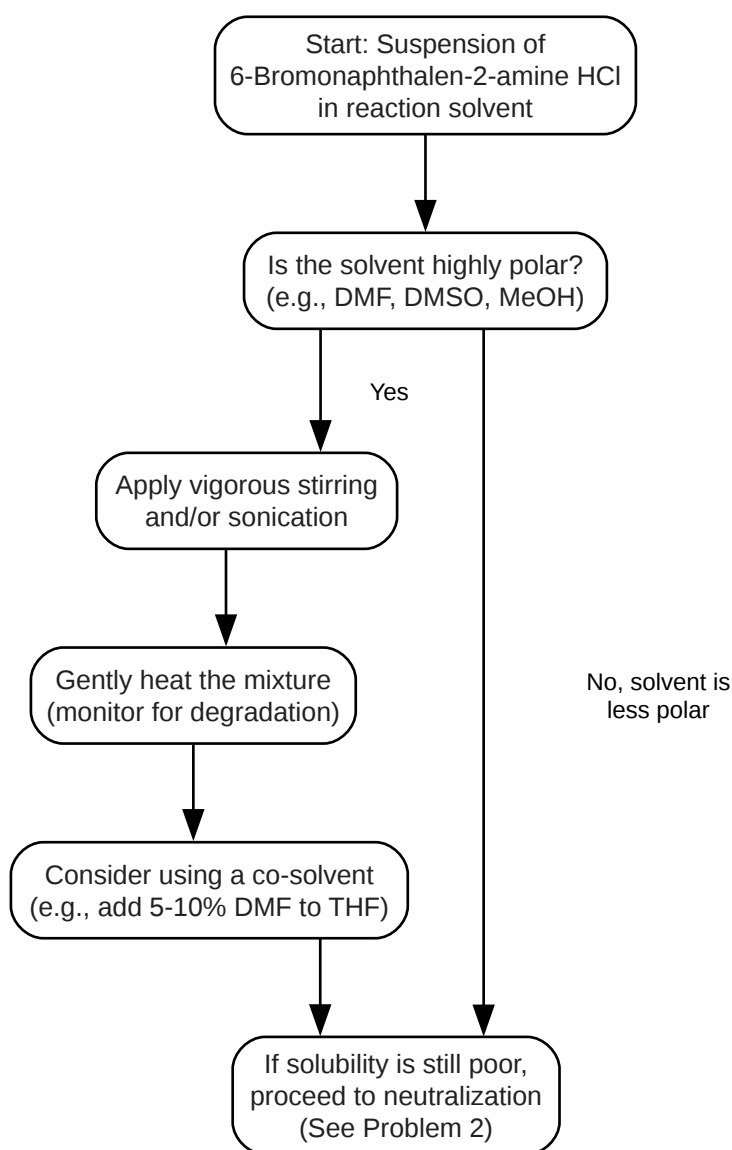 Start: Suspension of
6-Bromonaphthalen-2-amine HCl
in reaction solvent
Is the solvent highly polar?
(e.g., DMF, DMSO, MeOH)
Yes
Apply vigorous stirring
and/or sonication
Gently heat the mixture
(monitor for degradation)
No, solvent is
less polar
Consider using a co-solvent
(e.g., add 5-10% DMF to THF)
If solubility is still poor,
proceed to neutralization
(See Problem 2)